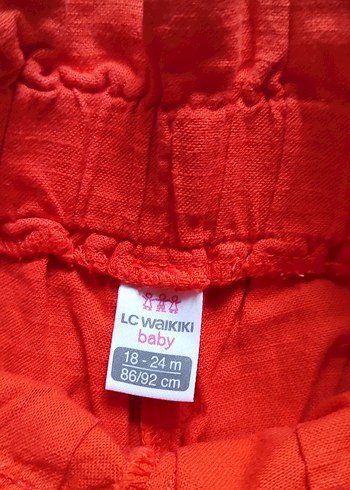 LC WAIKIKI
baby
18 - 24 m
86/92 cm